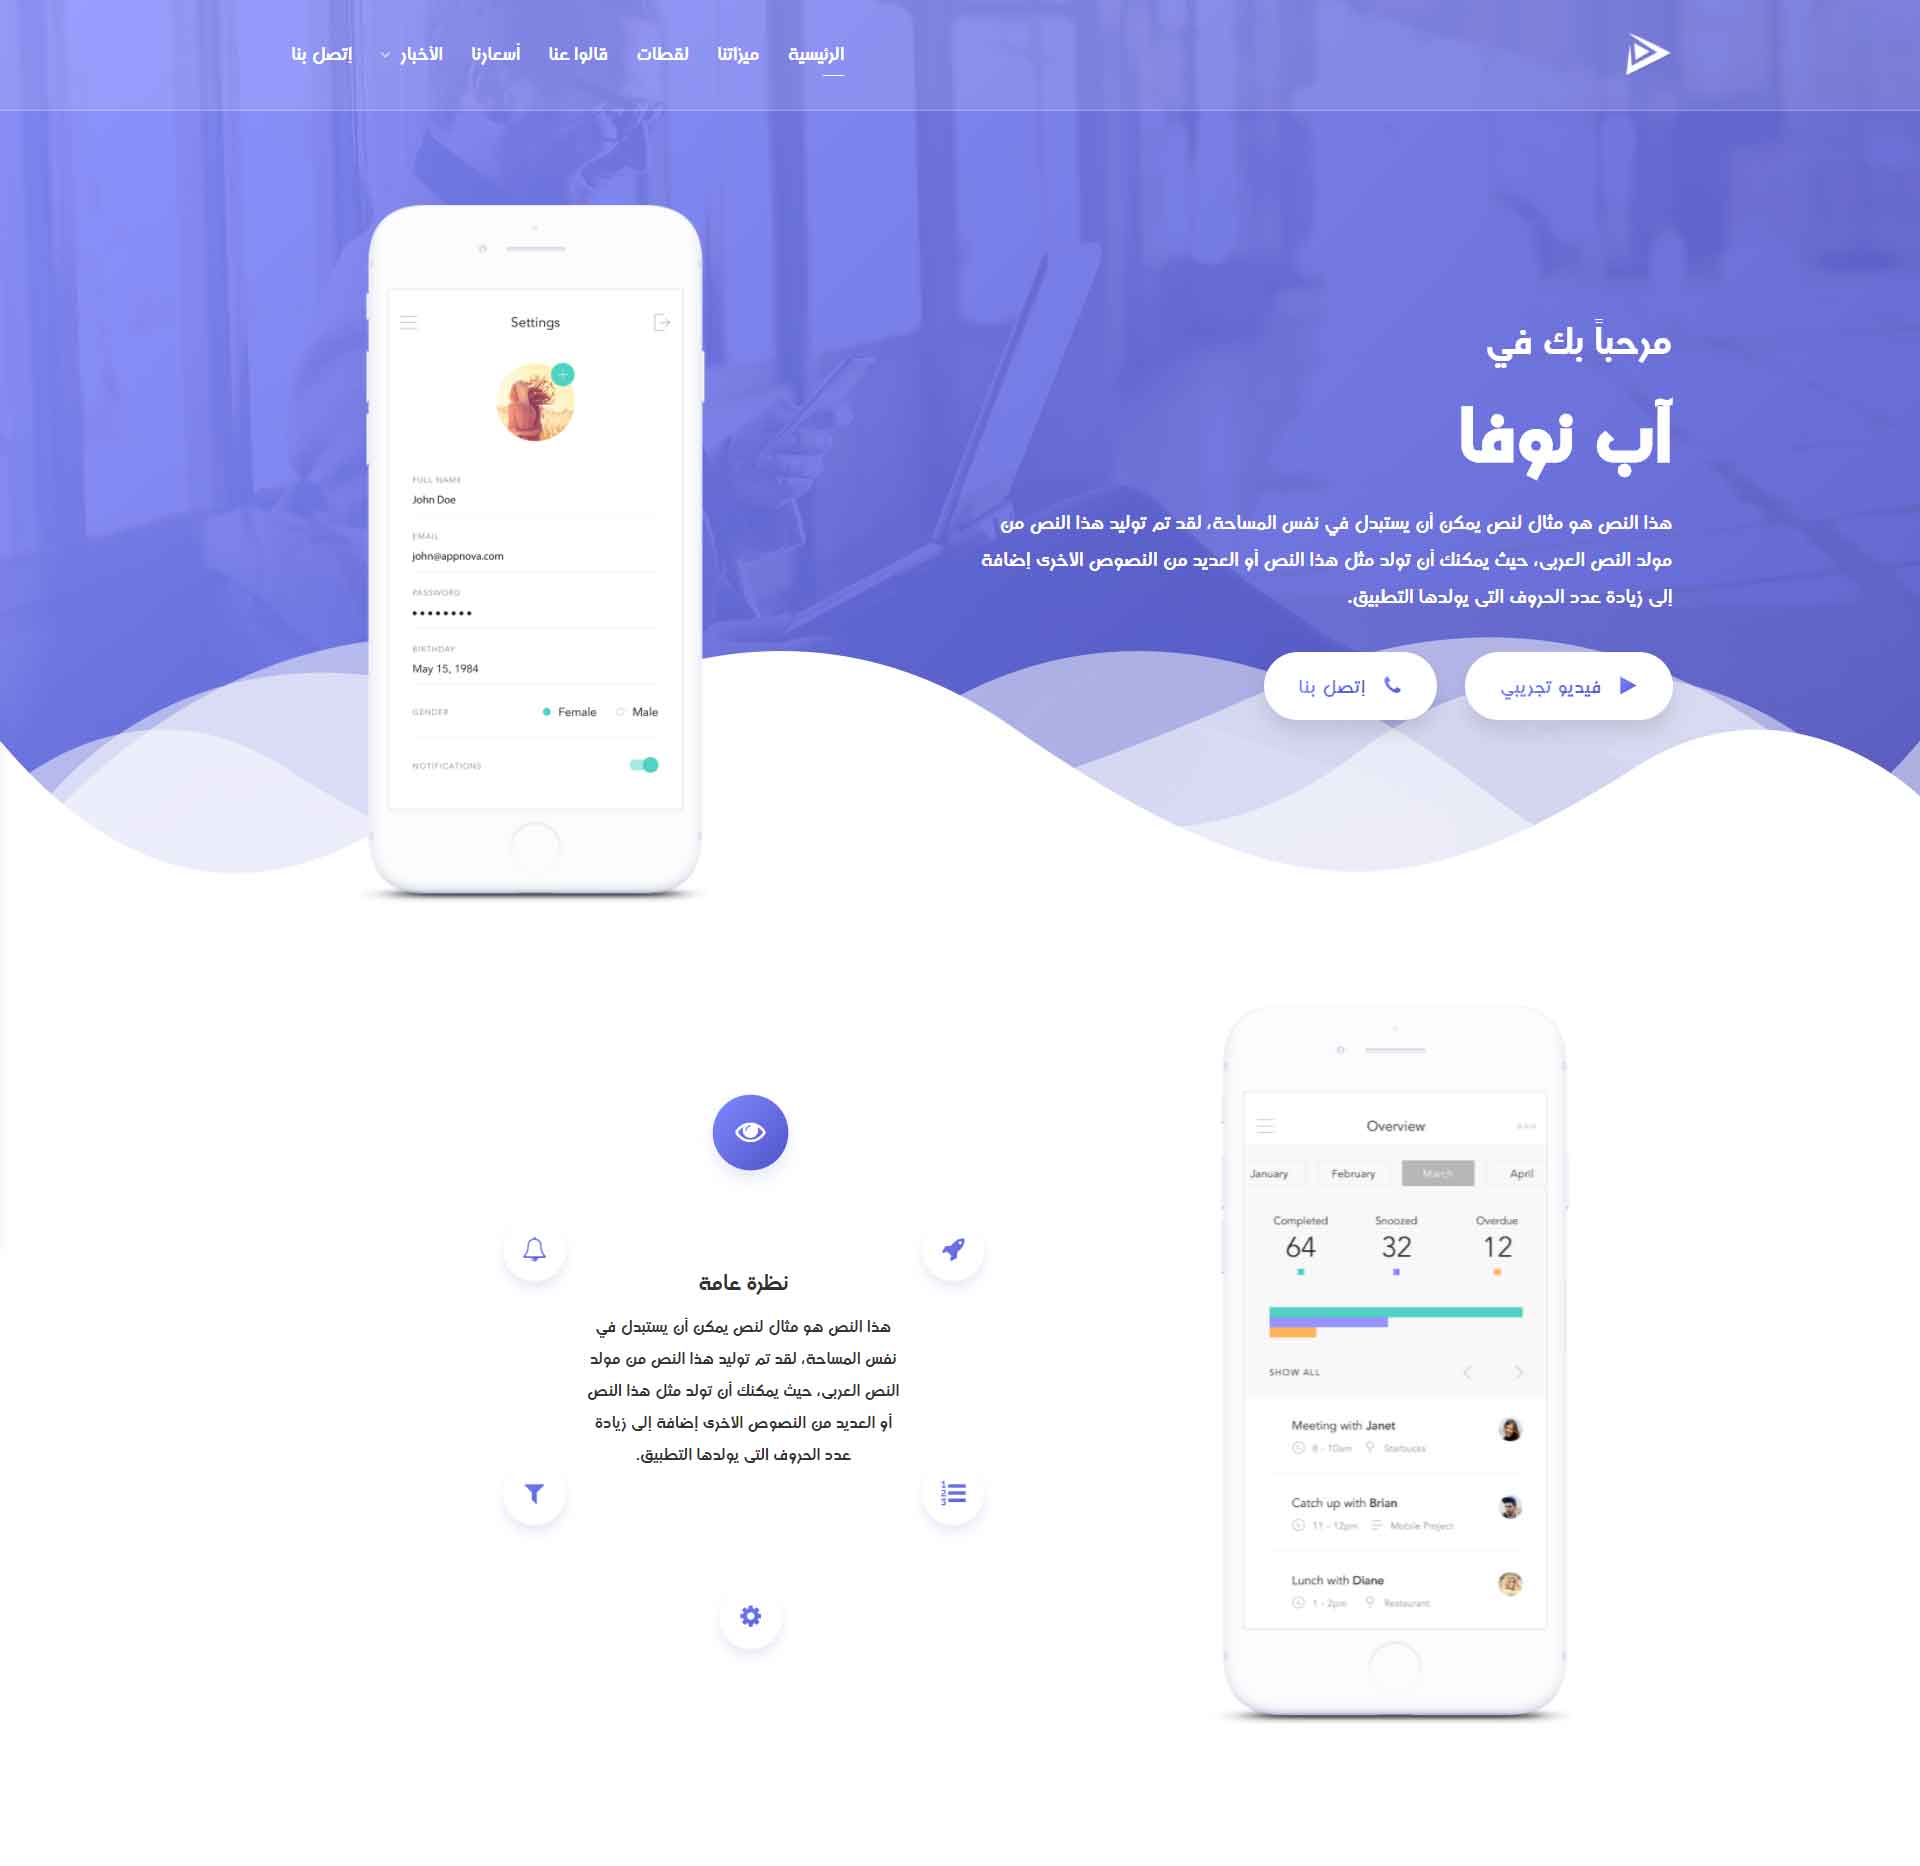 الرئيسية
ميزاتنا
لقطات
قالوا عنا
أسعارنا
الأخبار
إتصل بنا
مرحباً بك في
آب نوفا
هذا النص هو مثال لنص يمكن أن يستبدل في نفس المساحة، لقد تم توليد هذا النص من
مولد النص العربى، حيث يمكنك أن تولد مثل هذا النص أو العديد من النصوص الاخرى إضافة
إلى زيادة عدد الحروف التى يولدها التطبيق.
فيديو تجريبي
إتصل بنا
Settings
FULL NAME
John Doe
EMAIL
john@appnova.com
PASSWORD
BIRTHDAY
May 15, 1984
GENDER Female Male
NOTIFICATIONS
Overview
January February March April
Completed Snoozed Overdue
64 32 12
SHOW ALL
Meeting with Janet
8 - 10am Starbucks
Catch up with Brian
11 - 12pm Mobile Project
Lunch with Diane
1 - 2pm Restaurant
نظرة عامة
هذا النص هو مثال لنص يمكن أن يستبدل في
نفس المساحة، لقد تم توليد هذا النص من مولد
النص العربى، حيث يمكنك أن تولد مثل هذا النص
أو العديد من النصوص الاخرى إضافة إلى زيادة
عدد الحروف التى يولدها التطبيق.